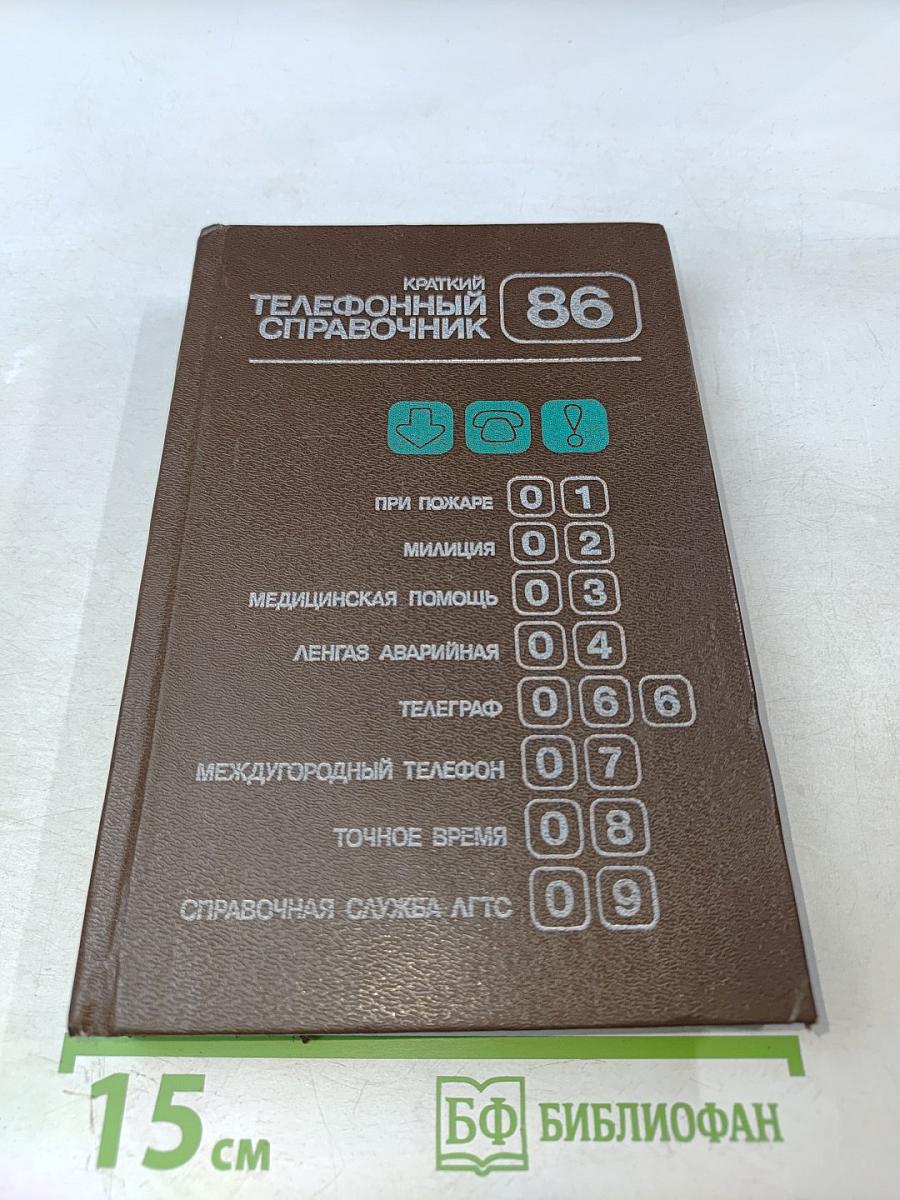 КРАТКИЙ
ТЕЛЕФОННЫЙ
СПРАВОЧНИК
86
ПРИ ПОЖАРЕ 01
МИЛИЦИЯ 02
МЕДИЦИНСКАЯ ПОМОЩЬ 03
ЛЕНГАЗ АВАРИЙНАЯ 04
ТЕЛЕГРАФ 066
МЕЖДУГОРОДНЫЙ ТЕЛЕФОН 07
ТОЧНОЕ ВРЕМЯ 08
СПРАВОЧНАЯ СЛУЖБА ЛГТС 09
15 см
БФ БИБЛИОФАН